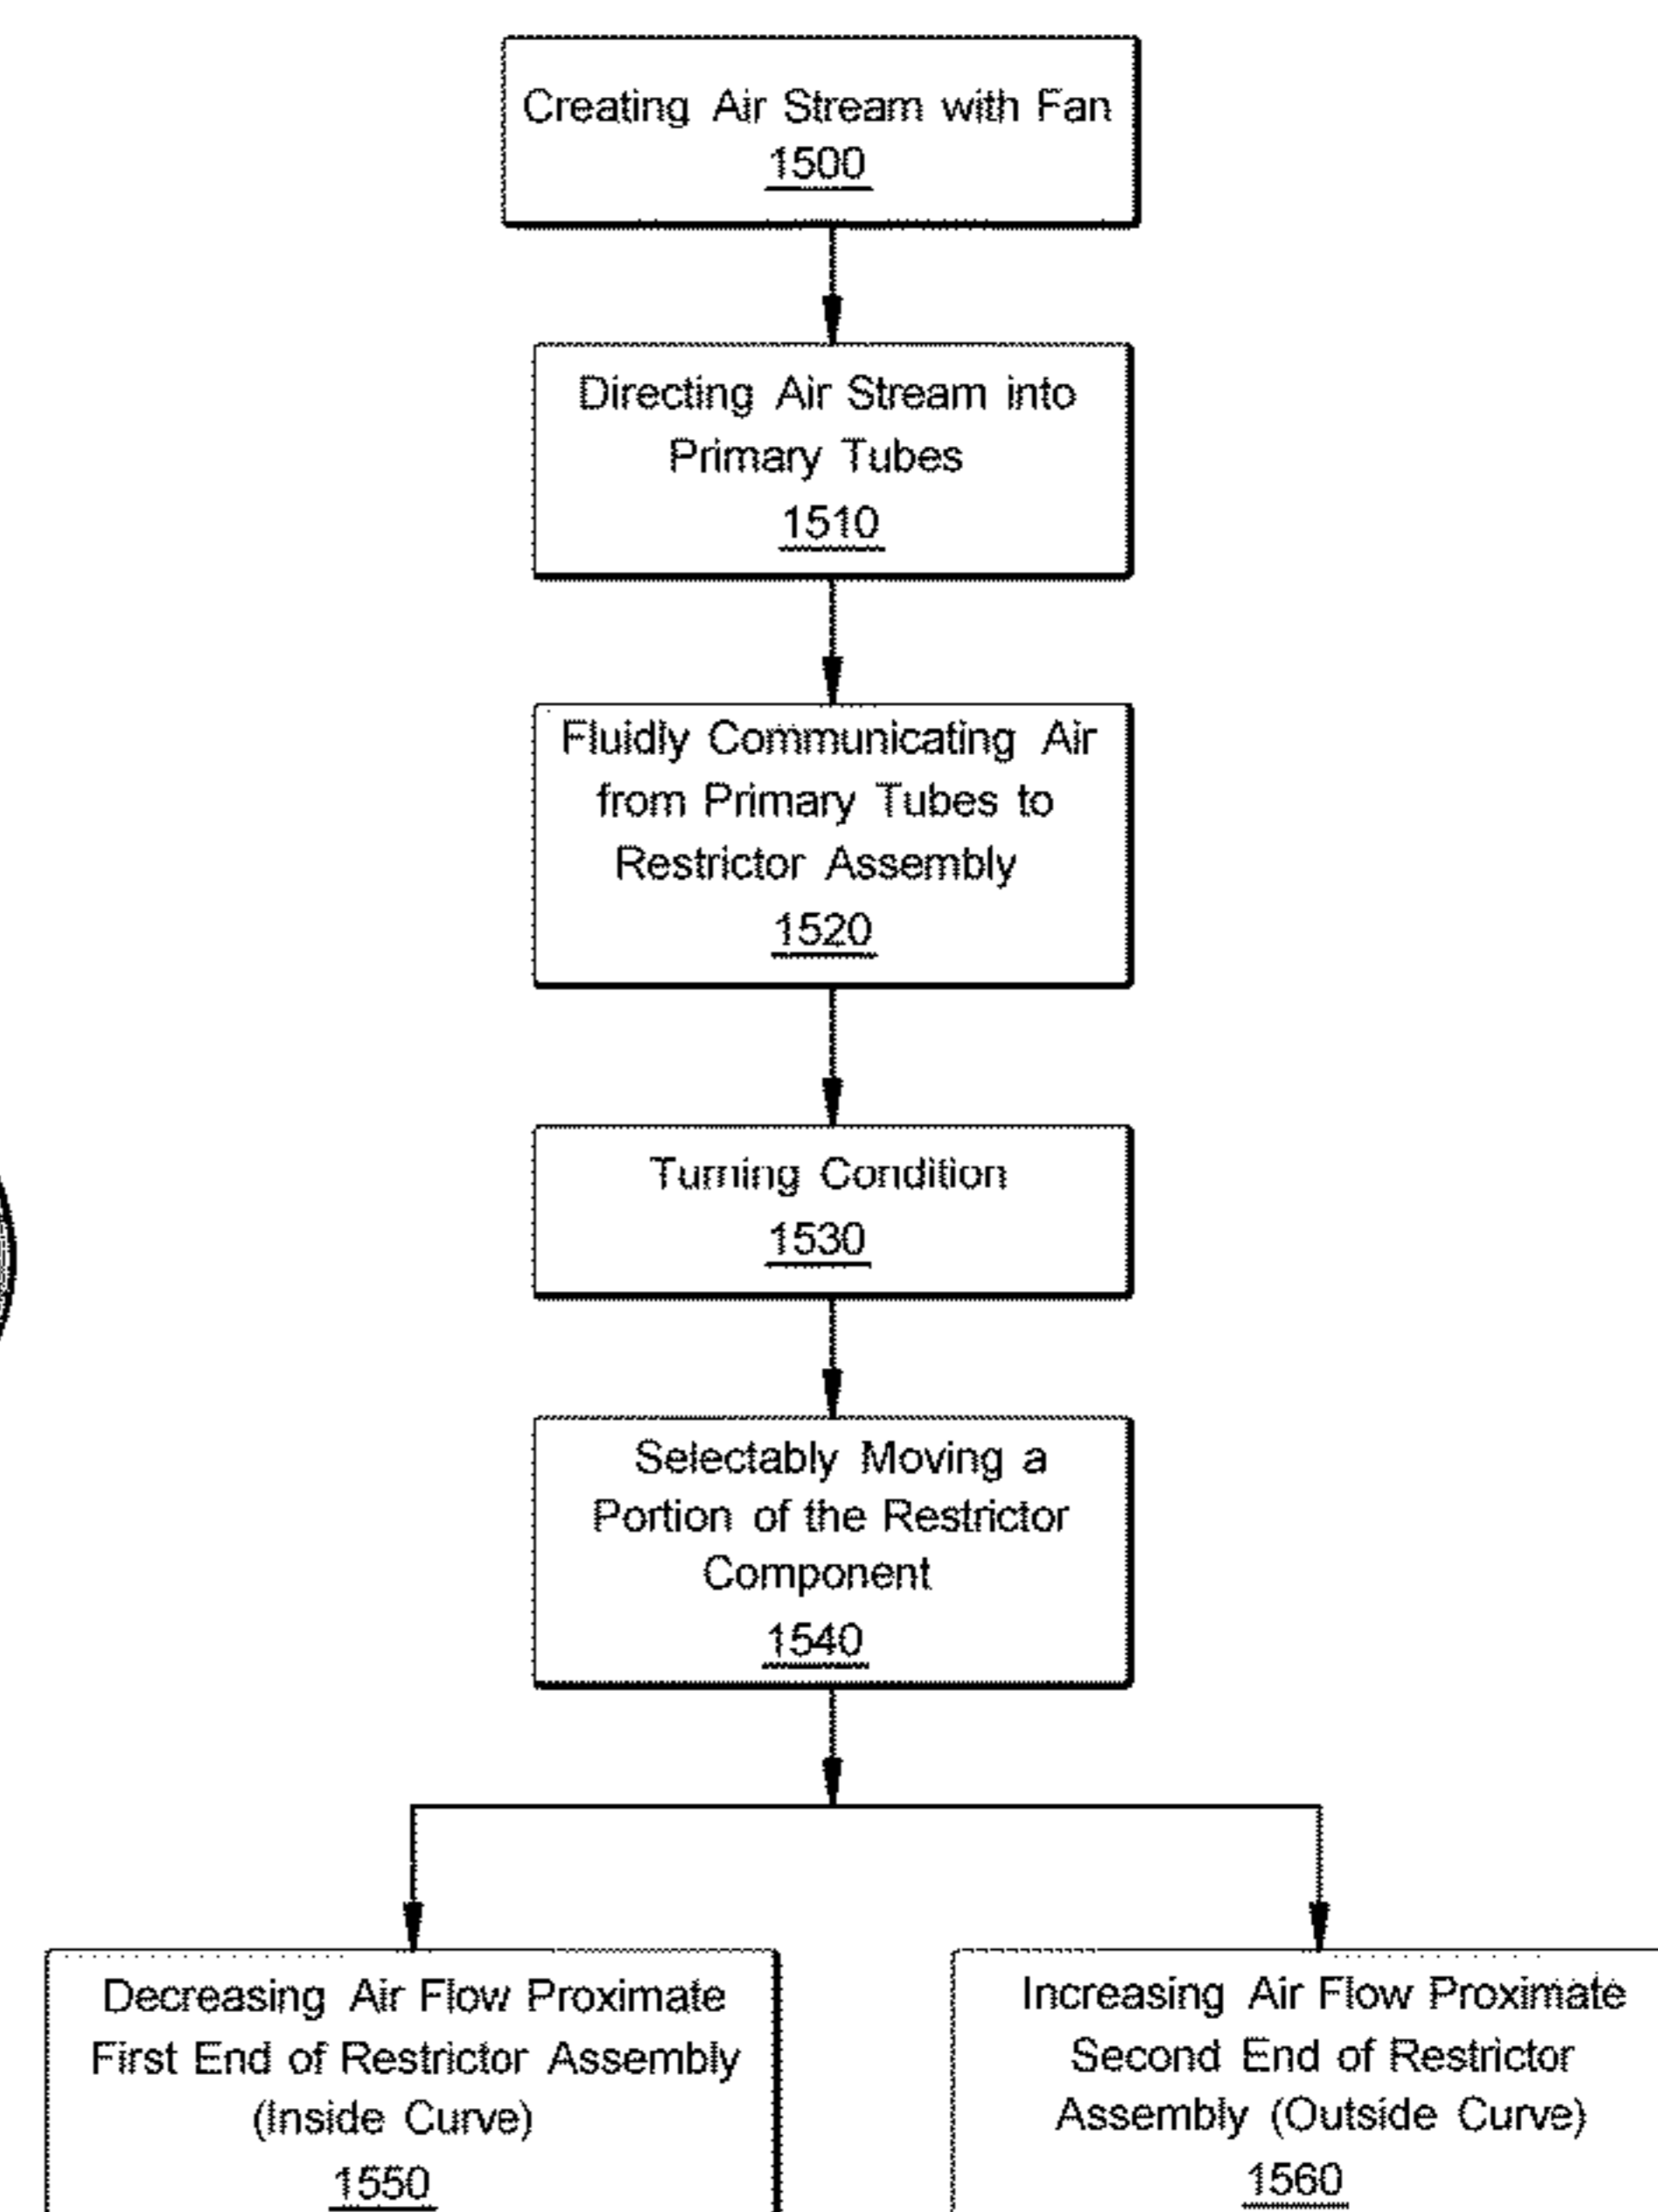 Creating Air Stream with Fan
1500
Directing Air Stream into
Primary Tubes
1510
Fluidly Communicating Air
from Primary Tubes to
Restrictor Assembly
1520
Turning Condition
1530
Selectably Moving a
Portion of the Restrictor
Component
1540
Decreasing Air Flow Proximate
First End of Restrictor Assembly
(Inside Curve)
1550
Increasing Air Flow Proximate
Second End of Restrictor
Assembly (Outside Curve)
1560